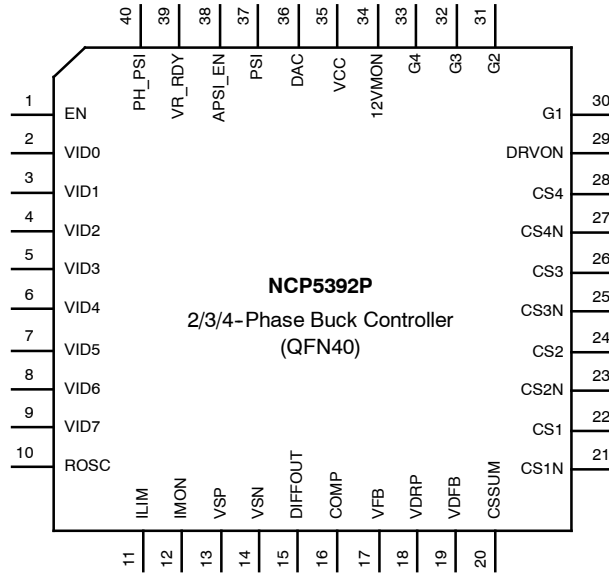 40 39 38 37 36 35 34 33 32 31
PH_PSI VR_RDY APSI_EN PSI DAC VCC 12VMON G4 G3 G2
1 EN G1 30
2 VID0 DRVON 29
3 VID1 CS4 28
4 VID2 CS4N 27
5 VID3 CS3 26
6 VID4 CS3N 25
7 VID5 CS2 24
8 VID6 CS2N 23
9 VID7 CS1 22
10 ROSC CS1N 21
NCP5392P
2/3/4-Phase Buck Controller
(QFN40)
ILIM IMON VSP VSN DIFFOUT COMP VFB VDRP VDFB CSSUM
11 12 13 14 15 16 17 18 19 20